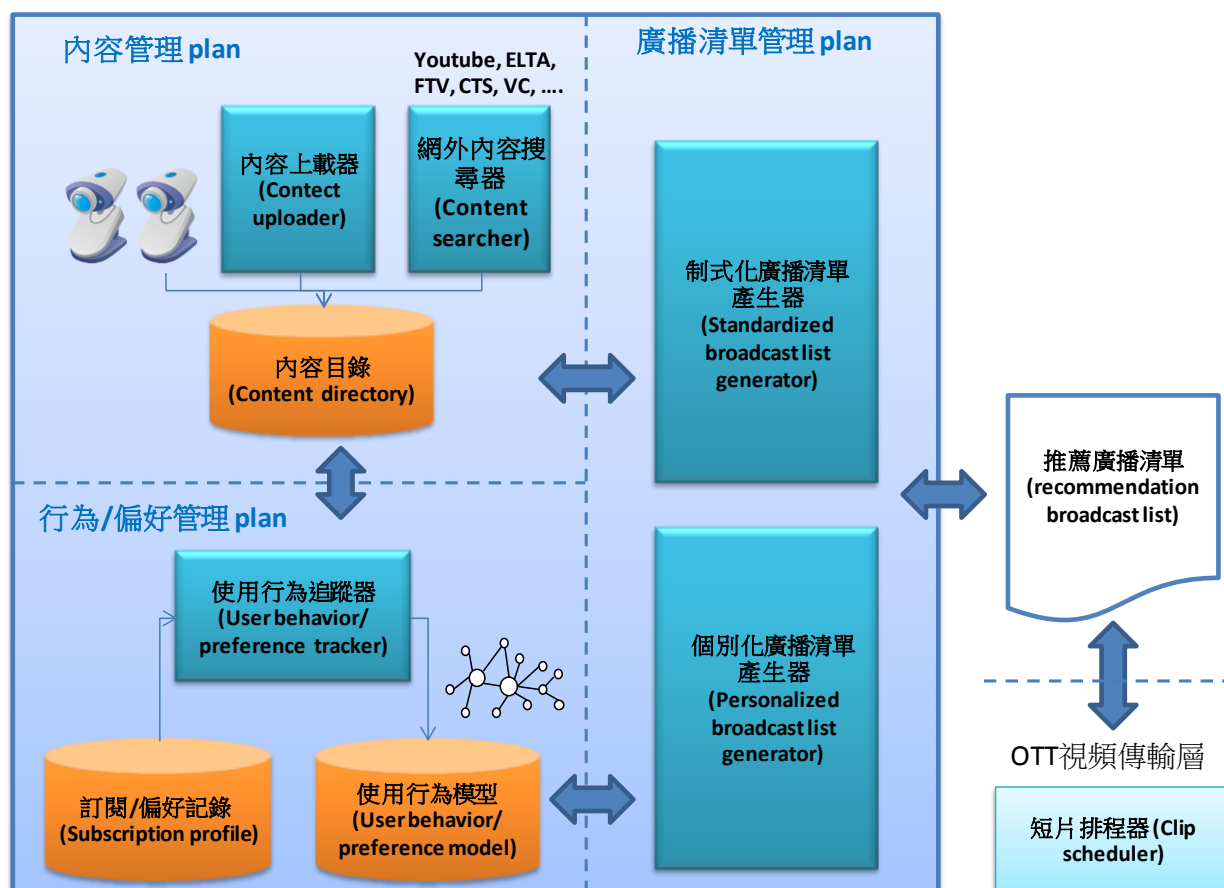 內容管理 plan
Youtube, ELTA,
FTV, CTS, VC, ....
內容上載器
(Contect
uploader)
網外內容搜
尋器
(Content
searcher)
內容目錄
(Content directory)
行為/偏好管理 plan
使用行為追蹤器
(User behavior/
preference tracker)
訂閱/偏好記錄
(Subscription profile)
使用行為模型
(User behavior/
preference model)
廣播清單管理 plan
制式化廣播清單
產生器
(Standardized
broadcast list
generator)
個別化廣播清單
產生器
(Personalized
broadcast list
generator)
推薦廣播清單
(recommendation
broadcast list)
OTT視頻傳輸層
短片排程器 (Clip
scheduler)